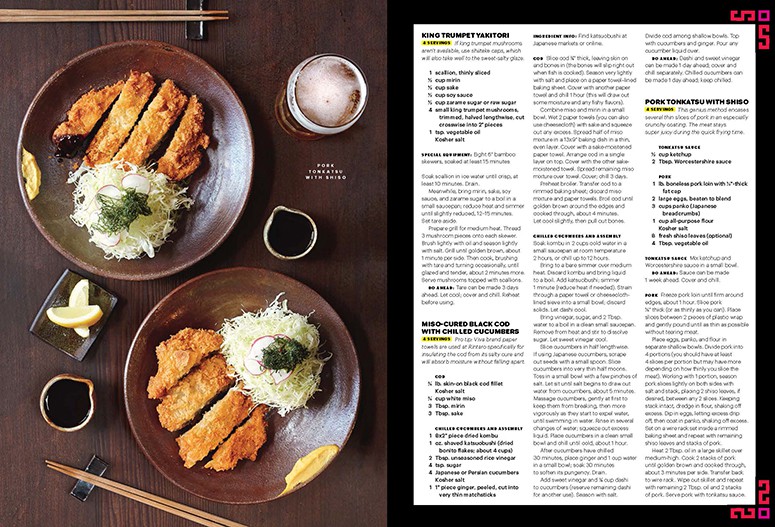 PORK
TONKATSU
WITH SHISO
KING TRUMPET YAKITORI
4 SERVINGS If king trumpet mushrooms
aren't available, use shiitake caps, which
will also take well to the sweet-salty glaze.
1 scallion, thinly sliced
½ cup mirin
½ cup sake
½ cup soy sauce
½ cup zarame sugar or raw sugar
4 small king trumpet mushrooms,
trimmed, halved lengthwise, cut
crosswise into 2" pieces
1 tsp. vegetable oil
Kosher salt
SPECIAL EQUIPMENT: Eight 6" bamboo
skewers, soaked at least 15 minutes
Soak scallion in ice water until crisp, at
least 10 minutes. Drain.
Meanwhile, bring mirin, sake, soy
sauce, and zarame sugar to a boil in a
small saucepan; reduce heat and simmer
until slightly reduced, 12–15 minutes.
Set tare aside.
Prepare grill for medium heat. Thread
3 mushroom pieces onto each skewer.
Brush lightly with oil and season lightly
with salt. Grill until golden brown, about
1 minute per side. Then cook, brushing
with tare and turning occasionally, until
glazed and tender, about 2 minutes more.
Serve mushrooms topped with scallions.
DO AHEAD: Tare can be made 3 days
ahead. Let cool; cover and chill. Reheat
before using.
MISO-CURED BLACK COD
WITH CHILLED CUCUMBERS
4 SERVINGS Pro tip: Viva brand paper
towels are used at Rintaro specifically for
insulating the cod from its salty cure and
will absorb moisture without falling apart.
COD
¾ lb. skin-on black cod fillet
Kosher salt
¾ cup white miso
3 Tbsp. mirin
3 Tbsp. sake
CHILLED CUCUMBERS AND ASSEMBLY
1 8x2" piece dried kombu
1 oz. shaved katsuobushi (dried
bonito flakes; about 4 cups)
2 Tbsp. unseasoned rice vinegar
4 tsp. sugar
4 Japanese or Persian cucumbers
Kosher salt
1 1" piece ginger, peeled, cut into
very thin matchsticks
INGREDIENT INFO: Find katsuobushi at
Japanese markets or online.
COD Slice cod ¾" thick, leaving skin on
and bones in (the bones will slip right out
when fish is cooked). Season very lightly
with salt and place on a paper towel-lined
baking sheet. Cover with another paper
towel and chill 1 hour (this will draw out
some moisture and any fishy flavors).
Combine miso and mirin in a small
bowl. Wet 2 paper towels (you can also
use cheesecloth) with sake and squeeze
out any excess. Spread half of miso
mixture in a 13x9" baking dish in a thin,
even layer. Cover with a sake-moistened
paper towel. Arrange cod in a single
layer on top. Cover with the other sake-
moistened towel. Spread remaining miso
mixture over towel. Cover; chill 3 days.
Preheat broiler. Transfer cod to a
rimmed baking sheet; discard miso
mixture and paper towels. Broil cod until
golden brown around the edges and
cooked through, about 4 minutes.
Let cool slightly, then pull out bones.
CHILLED CUCUMBERS AND ASSEMBLY
Soak kombu in 2 cups cold water in a
small saucepan at room temperature
2 hours, or chill up to 12 hours.
Bring to a bare simmer over medium
heat. Discard kombu and bring liquid
to a boil. Add katsuobushi; simmer
1 minute (reduce heat if needed). Strain
through a paper towel or cheesecloth-
lined sieve into a small bowl; discard
solids. Let dashi cool.
Bring vinegar, sugar, and 2 Tbsp.
water to a boil in a clean small saucepan.
Remove from heat and stir to dissolve
sugar. Let sweet vinegar cool.
Slice cucumbers in half lengthwise.
If using Japanese cucumbers, scrape
out seeds with a small spoon. Slice
cucumbers into very thin half moons.
Toss in a small bowl with a few pinches of
salt. Let sit until salt begins to draw out
water from cucumbers, about 5 minutes.
Massage cucumbers, gently at first to
keep them from breaking, then more
vigorously as they start to expel water,
until swimming in water. Rinse in several
changes of water; squeeze out excess
liquid. Place cucumbers in a clean small
bowl and chill until cold, about 1 hour.
After cucumbers have chilled
30 minutes, place ginger and 1 cup water
in a small bowl; soak 30 minutes
to soften its pungency. Drain.
Add sweet vinegar and ¼ cup dashi
to cucumbers (reserve remaining dashi
for another use). Season with salt.
Divide cod among shallow bowls. Top
with cucumbers and ginger. Pour any
cucumber liquid over.
DO AHEAD: Dashi and sweet vinegar
can be made 1 day ahead; cover and
chill separately. Chilled cucumbers can
be made 1 day ahead; keep chilled.
PORK TONKATSU WITH SHISO
4 SERVINGS This genius method encases
several thin slices of pork in an especially
crunchy coating. The meat stays
super juicy during the quick frying time.
TONKATSU SAUCE
½ cup ketchup
2 Tbsp. Worcestershire sauce
PORK
1 lb. boneless pork loin with ¼"-thick
fat cap
2 large eggs, beaten to blend
3 cups panko (Japanese
breadcrumbs)
1 cup all-purpose flour
Kosher salt
8 fresh shiso leaves (optional)
4 Tbsp. vegetable oil
TONKATSU SAUCE Mix ketchup and
Worcestershire sauce in a small bowl.
DO AHEAD: Sauce can be made
1 week ahead. Cover and chill.
PORK Freeze pork loin until firm around
edges, about 1 hour. Slice pork
⅛" thick (or as thinly as you can). Place
slices between 2 pieces of plastic wrap
and gently pound until as thin as possible
without tearing meat.
Place eggs, panko, and flour in
separate shallow bowls. Divide pork into
4 portions (you should have at least
4 slices per portion but may have more
depending on how thinly you slice the
meat). Working with 1 portion, season
pork slices lightly on both sides with
salt and stack, placing 2 shiso leaves, if
desired, between any 2 slices. Keeping
stack intact, dredge in flour, shaking off
excess. Dip in eggs, letting excess drip
off, then coat in panko, shaking off excess.
Set on a wire rack set inside a rimmed
baking sheet and repeat with remaining
shiso leaves and stacks of pork.
Heat 2 Tbsp. oil in a large skillet over
medium-high. Cook 2 stacks of pork
until golden brown and cooked through,
about 3 minutes per side. Transfer back
to wire rack. Wipe out skillet and repeat
with remaining 2 Tbsp. oil and 2 stacks
of pork. Serve pork with tonkatsu sauce.